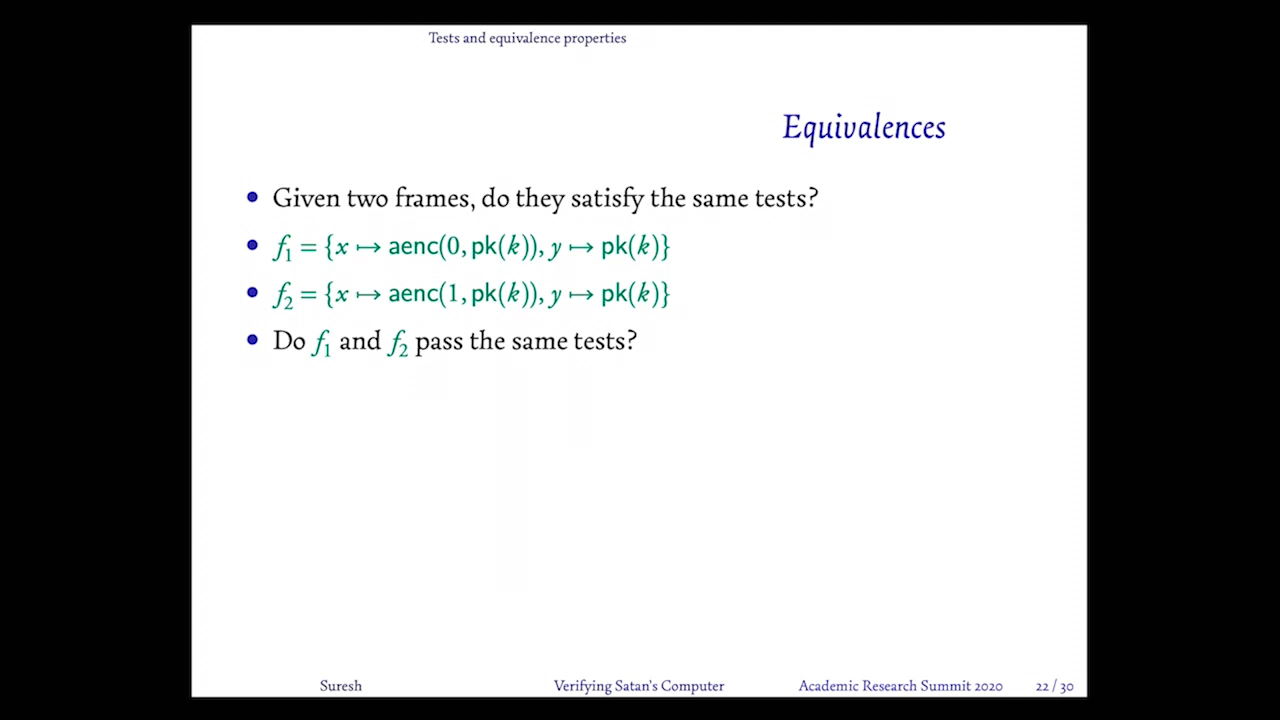 Tests and equivalence properties
Equivalences
• Given two frames, do they satisfy the same tests?
• f₁ = {x ↦ aenc(0, pk(k)), y ↦ pk(k)}
• f₂ = {x ↦ aenc(1, pk(k)), y ↦ pk(k)}
• Do f₁ and f₂ pass the same tests?
Suresh Verifying Satan's Computer Academic Research Summit 2020 22 / 30